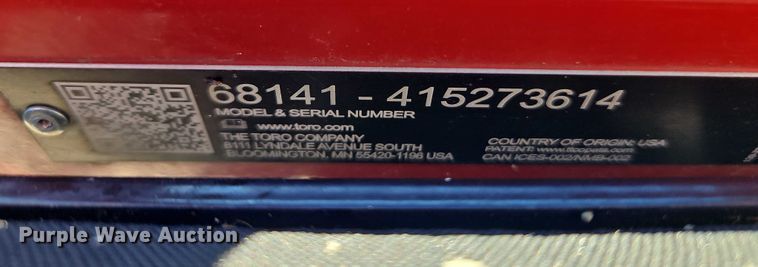 68141 - 415273614
MODEL & SERIAL NUMBER
www.toro.com
THE TORO COMPANY
8111 LYNDALE AVENUE SOUTH
BLOOMINGTON, MN 55420-1196 USA
COUNTRY OF ORIGIN: USA
PATENT: www.ttcopats.com
CAN ICES-002/NMB-002
Purple Wave Auction